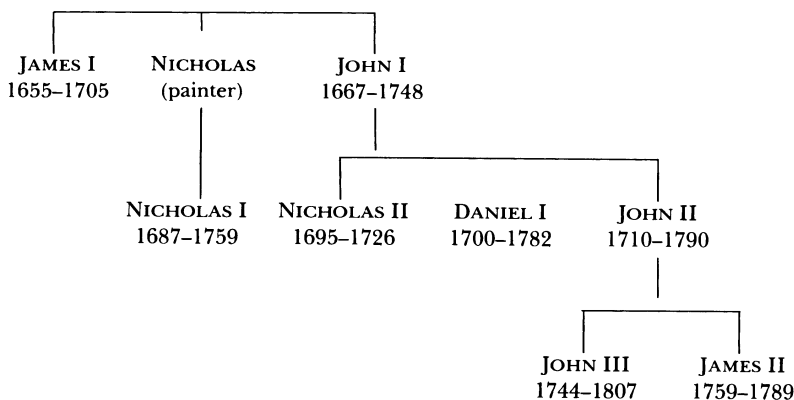 JAMES I NICHOLAS JOHN I
1655–1705 (painter) 1667–1748
NICHOLAS I NICHOLAS II DANIEL I JOHN II
1687–1759 1695–1726 1700–1782 1710–1790
JOHN III JAMES II
1744–1807 1759–1789